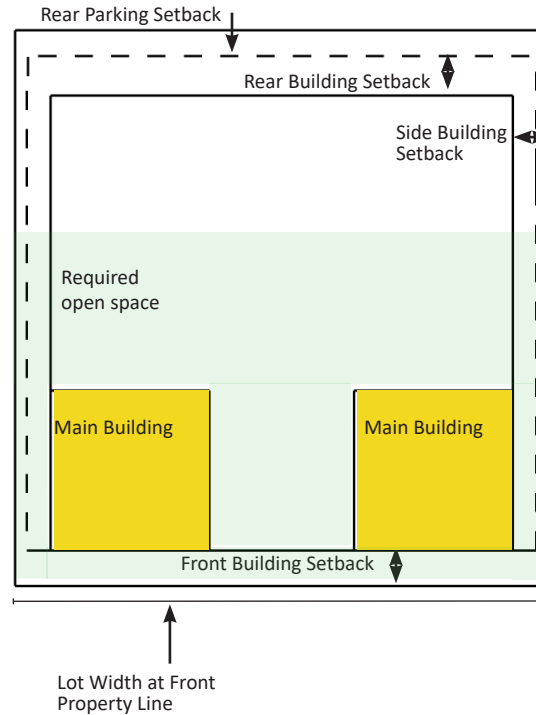 Rear Parking Setback
Rear Building Setback
Side Building
Setback
Required
open space
Main Building
Main Building
Front Building Setback
Lot Width at Front
Property Line